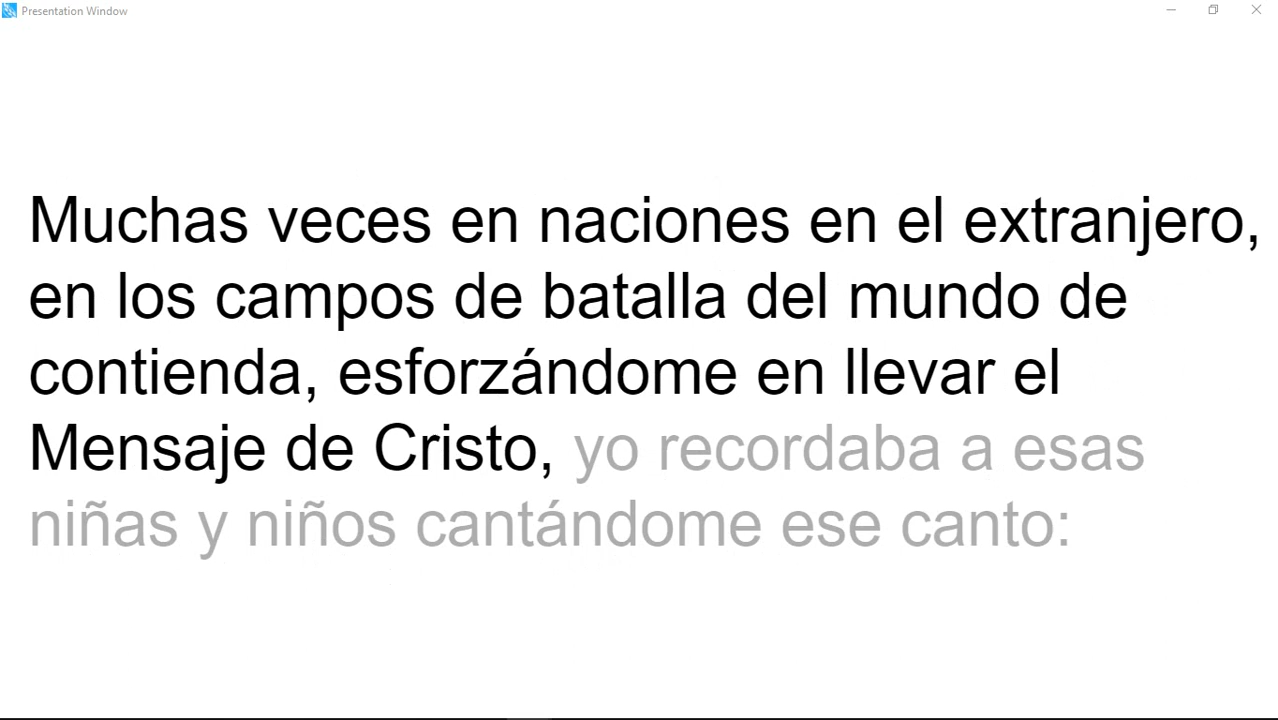 Presentation Window
Muchas veces en naciones en el extranjero,
en los campos de batalla del mundo de
contienda, esforzándome en llevar el
Mensaje de Cristo, yo recordaba a esas
niñas y niños cantándome ese canto: